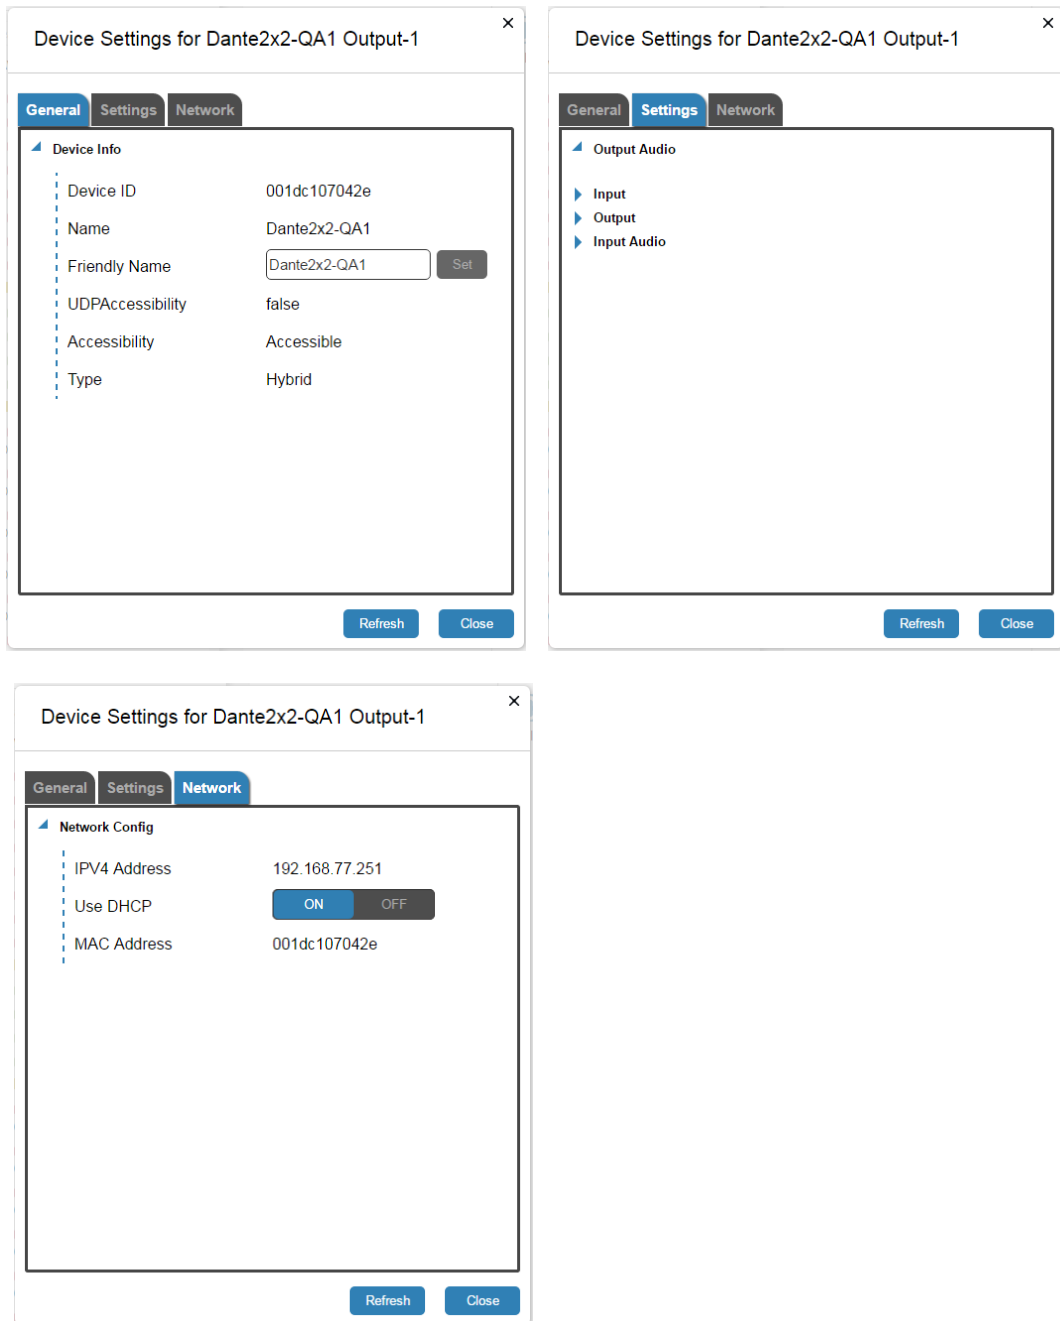 Device Settings for Dante2x2-QA1 Output-1
×
General Settings Network
Device Info
Device ID 001dc107042e
Name Dante2x2-QA1
Friendly Name Dante2x2-QA1 Set
UDPAccessibility false
Accessibility Accessible
Type Hybrid
Refresh Close
Device Settings for Dante2x2-QA1 Output-1
×
General Settings Network
Output Audio
Input
Output
Input Audio
Refresh Close
Device Settings for Dante2x2-QA1 Output-1
×
General Settings Network
Network Config
IPV4 Address 192.168.77.251
Use DHCP ON OFF
MAC Address 001dc107042e
Refresh Close